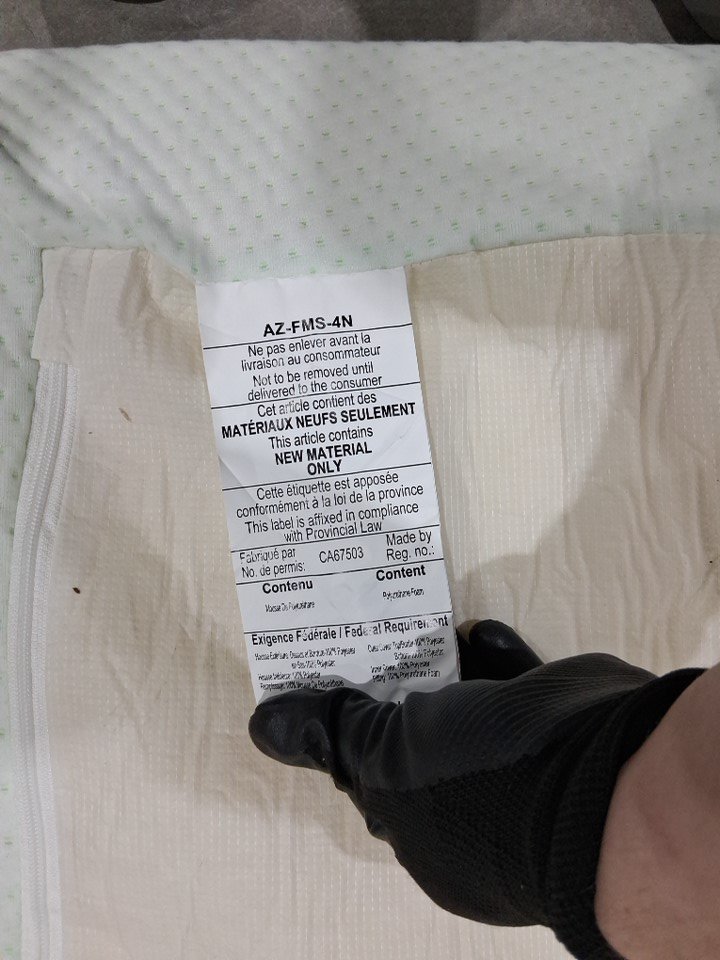 AZ-FMS-4N
Ne pas enlever avant la
livraison au consommateur
Not to be removed until
delivered to the consumer
Cet article contient des
MATÉRIAUX NEUFS SEULEMENT
This article contains
NEW MATERIAL
ONLY
Cette étiquette est apposée
conformément à la loi de la province
This label is affixed in compliance
with Provincial Law
Fabriqué par
No. de permis:
CA67503
Made by
Reg. no.:
Contenu
Content
Polyurethane Foam
Exigence Fédérale / Federal Requirement